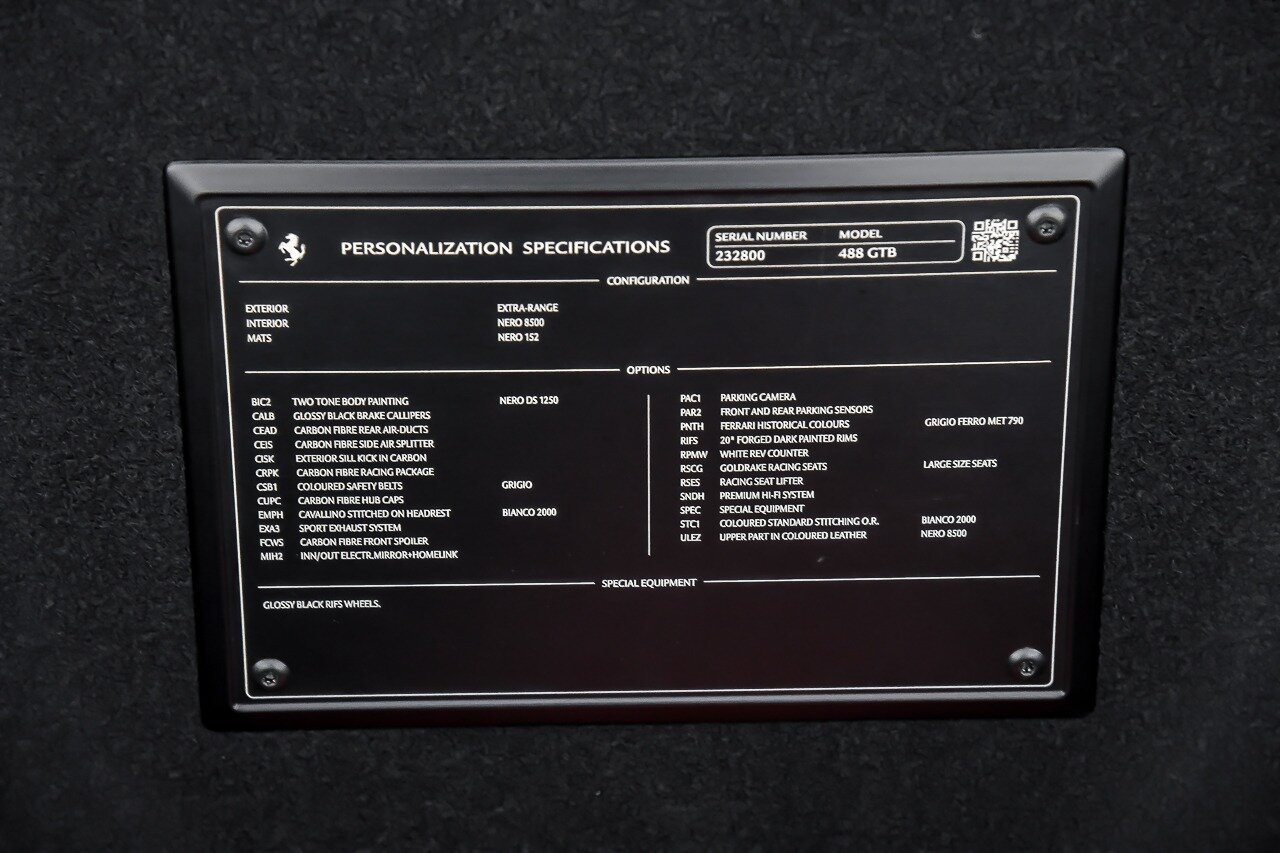 PERSONALIZATION SPECIFICATIONS
SERIAL NUMBER MODEL
232800 488 GTB
CONFIGURATION
EXTERIOR EXTRA-RANGE
INTERIOR NERO 8500
MATS NERO 152
OPTIONS
BIC2 TWO TONE BODY PAINTING NERO DS 1250
CALB GLOSSY BLACK BRAKE CALLIPERS
CEAD CARBON FIBRE REAR AIR-DUCTS
CEIS CARBON FIBRE SIDE AIR SPLITTER
CISK EXTERIOR SILL KICK IN CARBON
CRPK CARBON FIBRE RACING PACKAGE
CSB1 COLOURED SAFETY BELTS GRIGIO
CUPC CARBON FIBRE HUB CAPS
EMPH CAVALLINO STITCHED ON HEADREST BIANCO 2000
EXA3 SPORT EXHAUST SYSTEM
FCWS CARBON FIBRE FRONT SPOILER
MIH2 INN/OUT ELECTR.MIRROR+HOMELINK
PAC1 PARKING CAMERA
PAR2 FRONT AND REAR PARKING SENSORS
PNTH FERRARI HISTORICAL COLOURS GRIGIO FERRO MET 790
RIFS 20" FORGED DARK PAINTED RIMS
RPMW WHITE REV COUNTER
RSCG GOLDRAKE RACING SEATS LARGE SIZE SEATS
RSES RACING SEAT LIFTER
SNDH PREMIUM HI-FI SYSTEM
SPEC SPECIAL EQUIPMENT
STC1 COLOURED STANDARD STITCHING O.R. BIANCO 2000
ULEZ UPPER PART IN COLOURED LEATHER NERO 8500
SPECIAL EQUIPMENT
GLOSSY BLACK RIFS WHEELS.